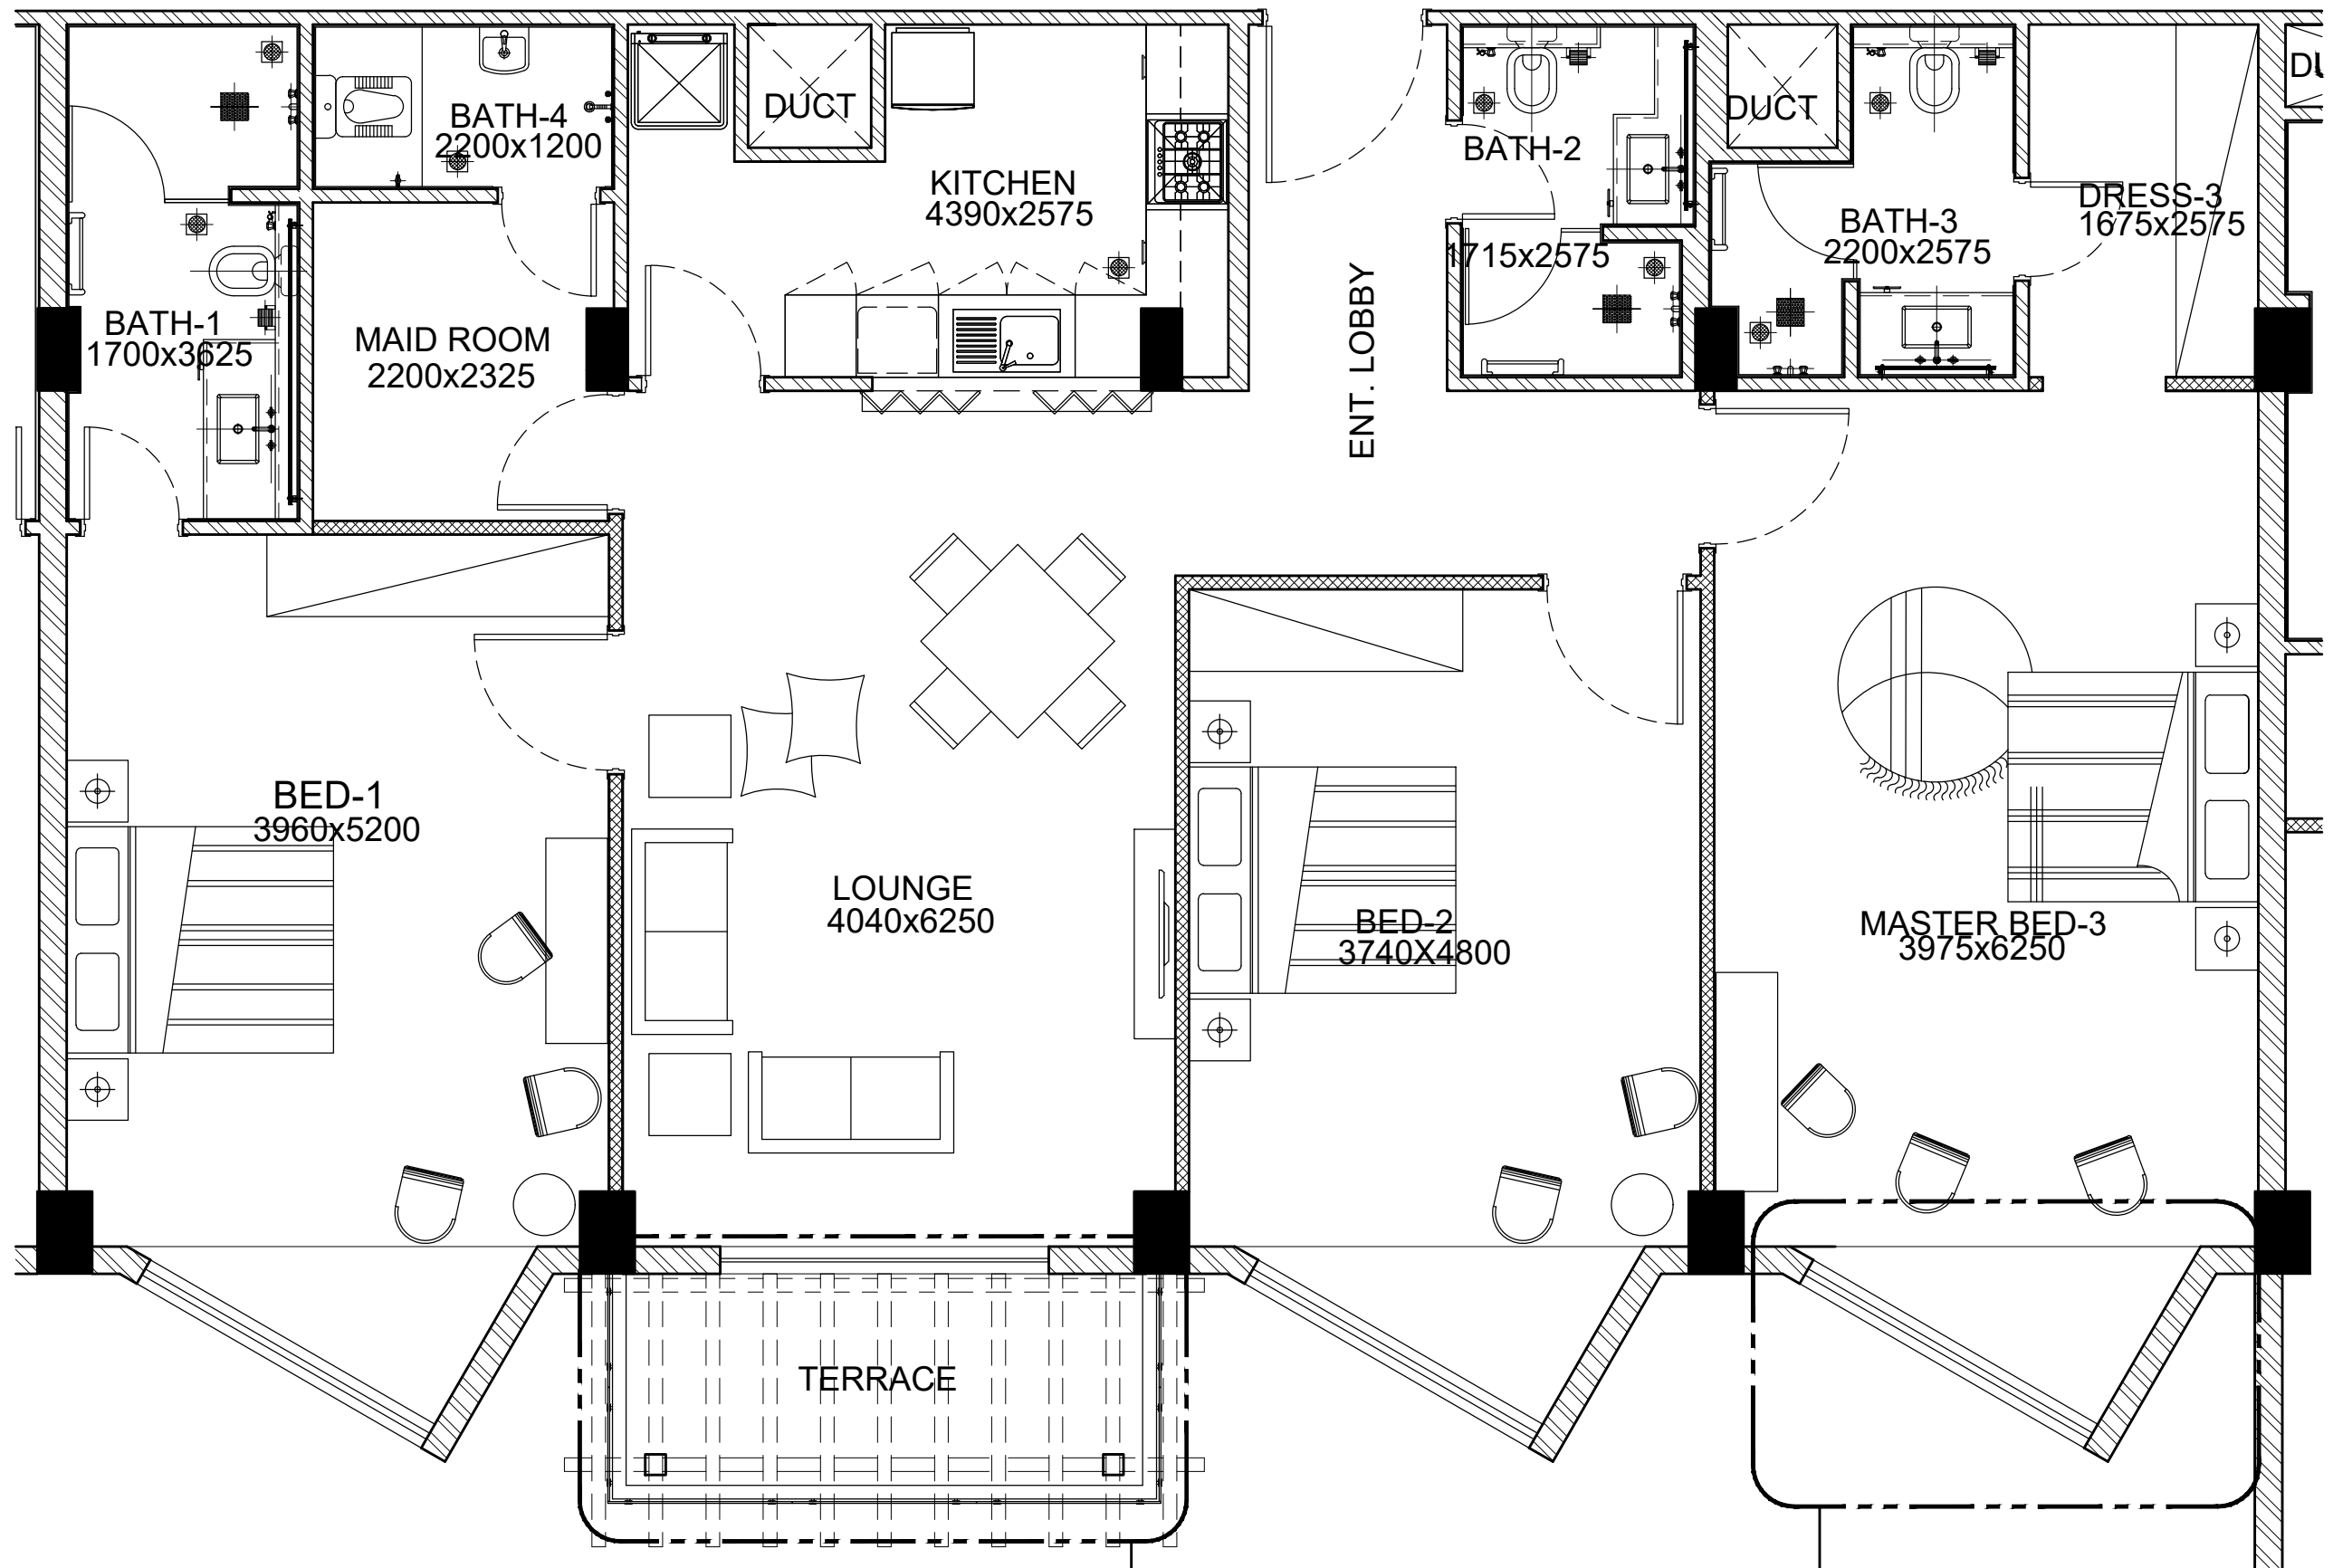 DUCT
BATH-4
2200x1200
KITCHEN
4390x2575
BATH-2
1715x2575
DUCT
BATH-3
2200x2575
DRESS-3
1675x2575
BATH-1
1700x3625
MAID ROOM
2200x2325
ENT. LOBBY
BED-1
3960x5200
LOUNGE
4040x6250
BED-2
3740X4800
MASTER BED-3
3975x6250
TERRACE